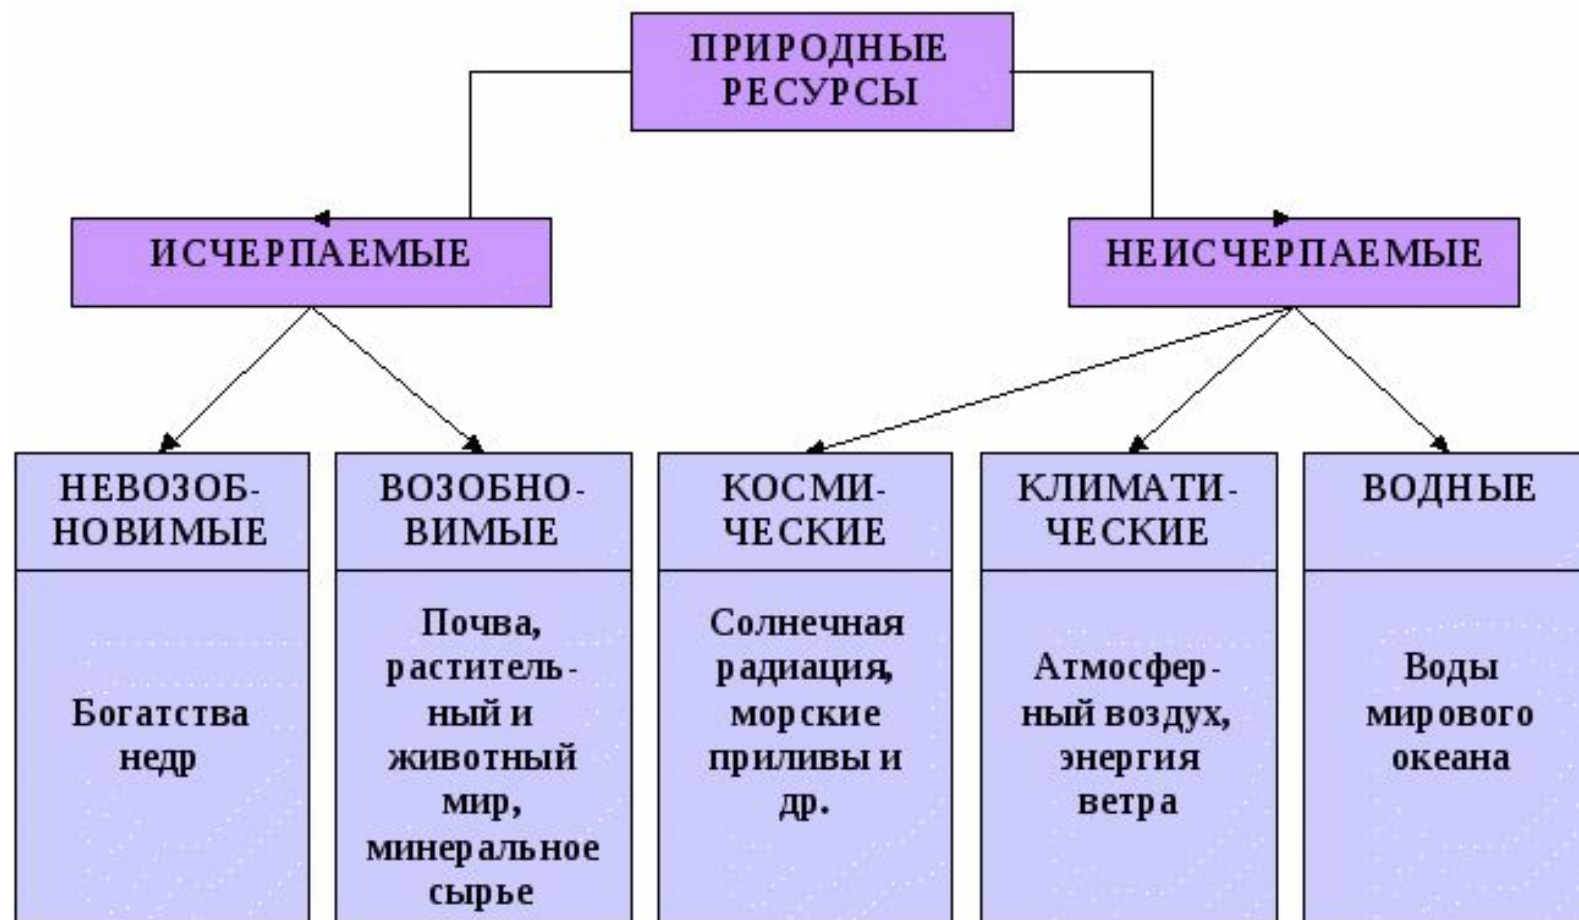 ПРИРОДНЫЕ
РЕСУРСЫ
ИСЧЕРПАЕМЫЕ
НЕИСЧЕРПАЕМЫЕ
НЕВОЗОБ-
НОВИМЫЕ
Богатства
недр
ВОЗОБНО-
ВИМЫЕ
Почва,
раститель-
ный и
животный
мир,
минеральное
сырье
КОСМИ-
ЧЕСКИЕ
Солнечная
радиация,
морские
приливы и
др.
КЛИМАТИ-
ЧЕСКИЕ
Атмосфер-
ный воздух,
энергия
ветра
ВОДНЫЕ
Воды
мирового
океана